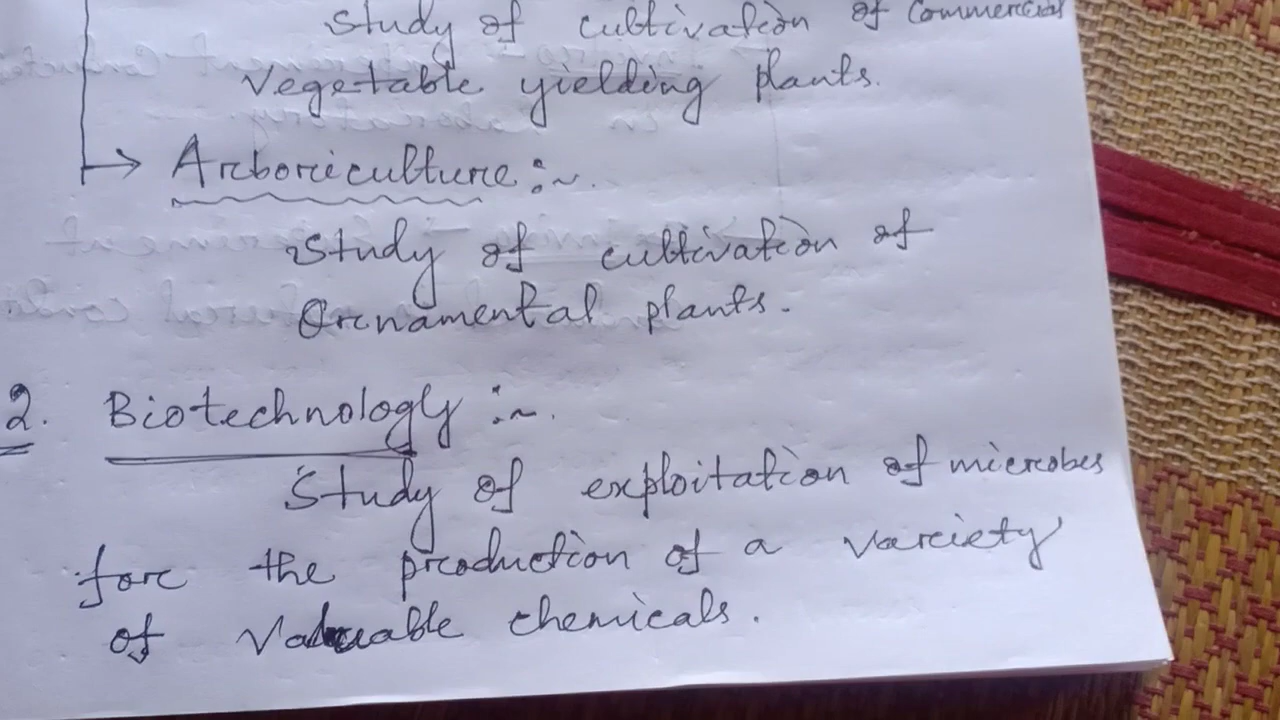 study of cultivation of Commercial
Vegetable yielding plants.
→ Arboriculture :~.
Study of cultivation of
Ornamental plants.
2. Biotechnology :~.
Study of exploitation of microbes
for the production of a variety
of Valuable chemicals.